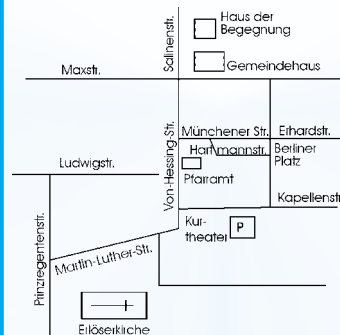 Salinenstr.
Haus der
Begegnung
Maxstr.
Gemeindehaus
Von-Hessing-Str.
Münchener Str.
Erhardstr.
Hartmannstr.
Berliner
Platz
Ludwigstr.
Pfarramt
Kapellenstr
Kur-
theater
P
Prinzregentenstr.
Martin-Luther-Str.
Erlöserkirche